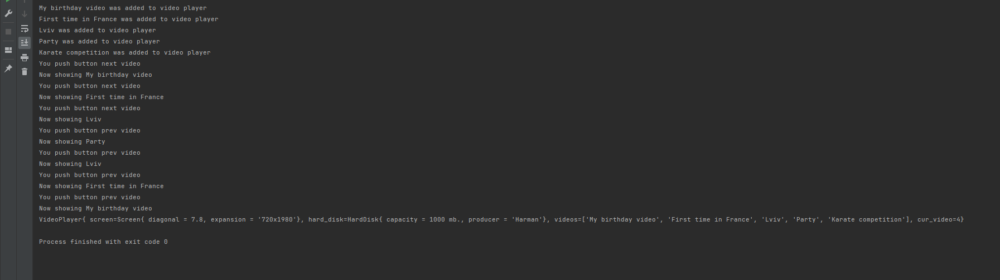 My birthday video was added to video player
First time in France was added to video player
Lviv was added to video player
Party was added to video player
Karate competition was added to video player
You push button next video
Now showing My birthday video
You push button next video
Now showing First time in France
You push button next video
Now showing Lviv
You push button prev video
Now showing Party
You push button prev video
Now showing Lviv
You push button prev video
Now showing First time in France
You push button prev video
Now showing My birthday video
VideoPlayer{ screen=Screen{ diagonal = 7.8, expansion = '720x1980'}, hard_disk=HardDisk{ capacity = 1000 mb., producer = 'Harman'}, videos=['My birthday video', 'First time in France', 'Lviv', 'Party', 'Karate competition'], cur_video=4}
Process finished with exit code 0